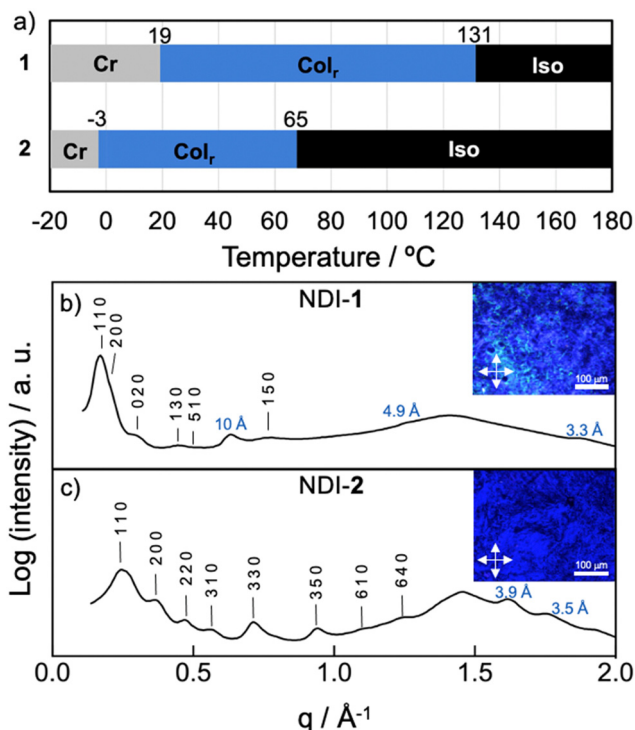 a)
19 131
1 Cr Colr Iso
-3 65
2 Cr Colr Iso
-20 0 20 40 60 80 100 120 140 160 180
Temperature / ºC
b) NDI-1
110
200
020
130
510
10 Å
150
4.9 Å
3.3 Å
100 µm
c) NDI-2
110
200
220
310
330
350
610
640
3.9 Å
3.5 Å
100 µm
Log (intensity) / a. u.
0.0 0.5 1.0 1.5 2.0
q / Å-1